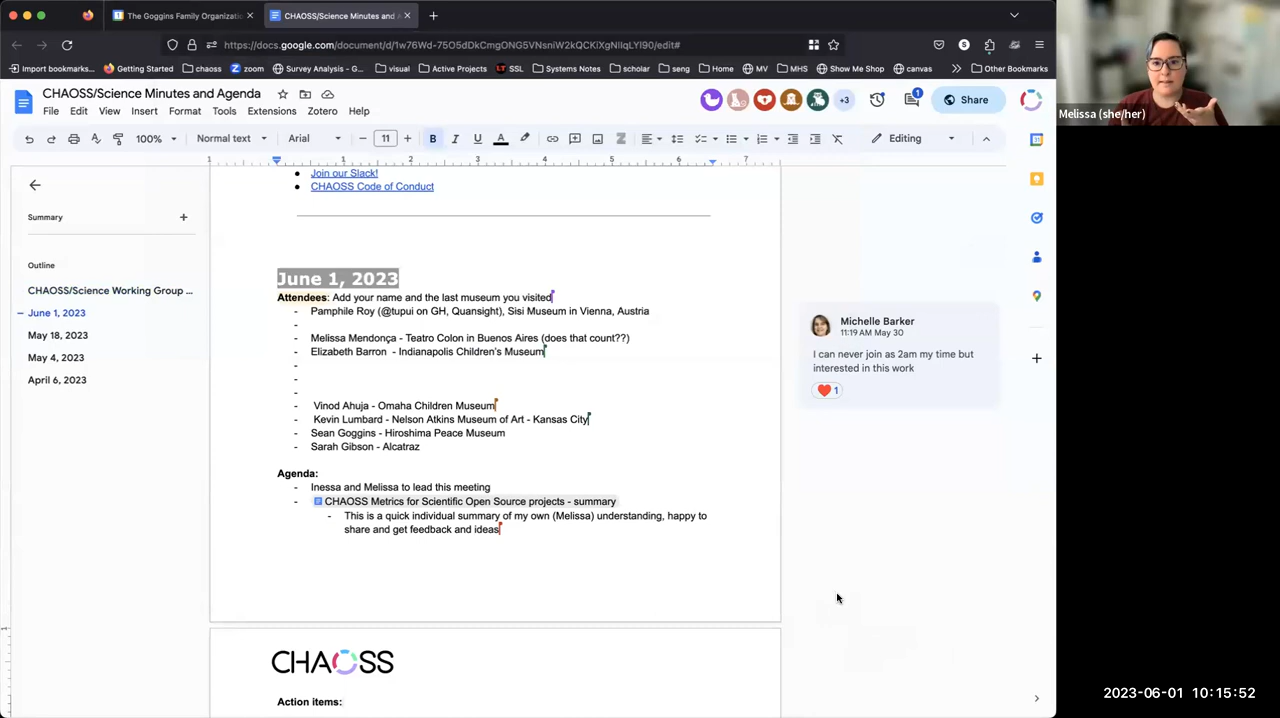 The Goggins Family Organizatio
CHAOSS/Science Minutes and A
https://docs.google.com/document/d/1w76Wd-75O5dDkCmgONG5VNsniW2kQCKiXgNIIqLYl90/edit#
Import bookmarks...
Getting Started
chaoss
zoom
Survey Analysis - G...
visual
Active Projects
SSL
Systems Notes
scholar
seng
Home
MV
MHS
Show Me Shop
canvas
Other Bookmarks
CHAOSS/Science Minutes and Agenda
File Edit View Insert Format Tools Extensions Zotero Help
+3
1
Share
100%
Normal text
Arial
11
Editing
1 1 2 3 4 5 6 7
Summary
Outline
CHAOSS/Science Working Group ...
June 1, 2023
May 18, 2023
May 4, 2023
April 6, 2023
Join our Slack!
CHAOSS Code of Conduct
June 1, 2023
Attendees: Add your name and the last museum you visited
- Pamphile Roy (@tupui on GH, Quansight), Sisi Museum in Vienna, Austria
-
- Melissa Mendonça - Teatro Colon in Buenos Aires (does that count??)
- Elizabeth Barron - Indianapolis Children's Museum
-
-
-
- Vinod Ahuja - Omaha Children Museum
- Kevin Lumbard - Nelson Atkins Museum of Art - Kansas City
- Sean Goggins - Hiroshima Peace Museum
- Sarah Gibson - Alcatraz
Agenda:
- Inessa and Melissa to lead this meeting
- CHAOSS Metrics for Scientific Open Source projects - summary
- This is a quick individual summary of my own (Melissa) understanding, happy to
share and get feedback and ideas
CHAOSS
Action items:
Michelle Barker
11:19 AM May 30
I can never join as 2am my time but
interested in this work
1
Melissa (she/her)
2023-06-01 10:15:52